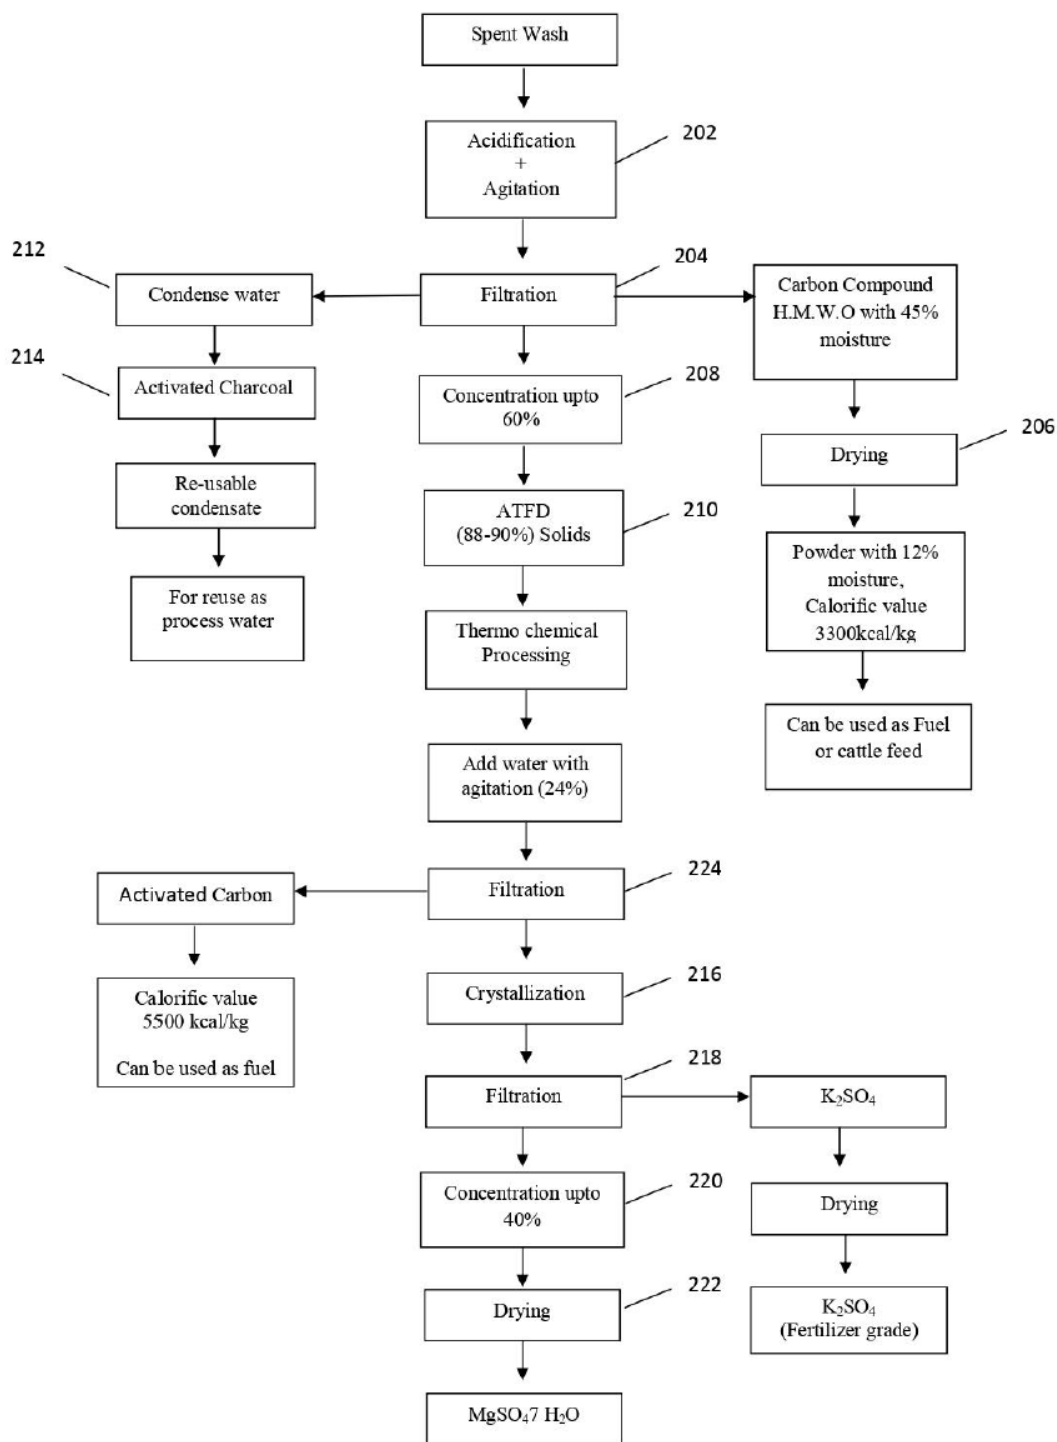 Spent Wash
Acidification
+
Agitation
202
212
Condense water
Filtration
204
Carbon Compound
H.M.W.O with 45%
moisture
214
Activated Charcoal
Concentration upto
60%
208
Drying
206
Re-usable
condensate
ATFD
(88-90%) Solids
210
Powder with 12%
moisture,
Calorific value
3300kcal/kg
For reuse as
process water
Thermo chemical
Processing
Can be used as Fuel
or cattle feed
Add water with
agitation (24%)
Activated Carbon
Filtration
224
Calorific value
5500 kcal/kg
Can be used as fuel
Crystallization
216
Filtration
218
K₂SO₄
Concentration upto
40%
220
Drying
Drying
222
K₂SO₄
(Fertilizer grade)
MgSO₄7 H₂O